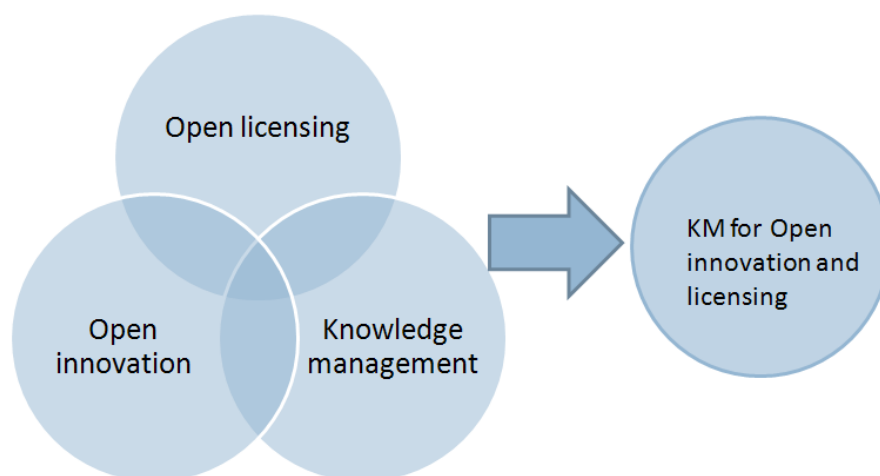 Open licensing
Open
innovation
Knowledge
management
KM for Open
innovation and
licensing